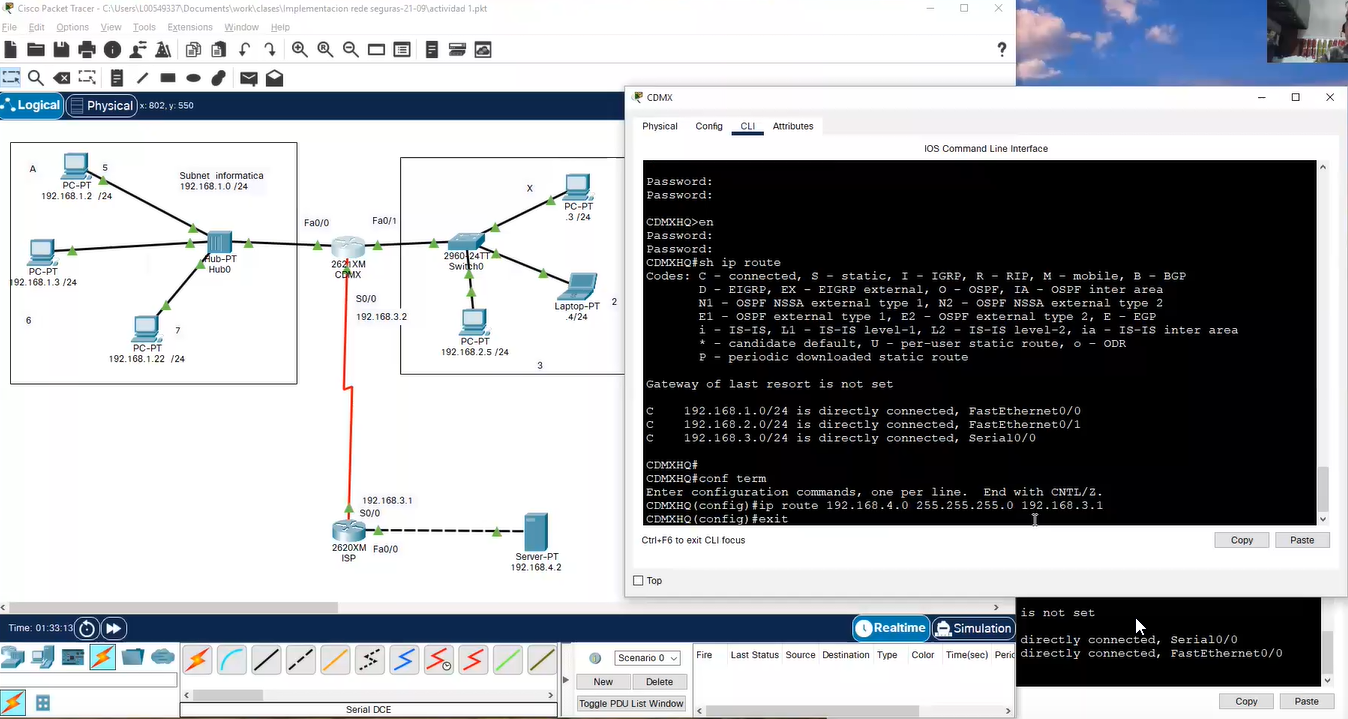 Cisco Packet Tracer - C:\Users\L00549337\Documents\work\clases\Implementacion rede seguras-21-09\actividad 1.pkt
File Edit Options View Tools Extensions Window Help
Logical Physical x: 802, y: 550
A
5
PC-PT
192.168.1.2 /24
Subnet informatica
192.168.1.0 /24
PC-PT
192.168.1.3 /24
Hub-PT
Hub0
6
7
PC-PT
192.168.1.22 /24
Fa0/0
Fa0/1
2621XM
CDMX
S0/0
192.168.3.2
X
PC-PT
.3 /24
2960-24TT
Switch0
Laptop-PT
.4/24
2
PC-PT
192.168.2.5 /24
3
192.168.3.1
S0/0
2620XM
ISP
Fa0/0
Server-PT
192.168.4.2
CDMX
Physical Config CLI Attributes
IOS Command Line Interface
Password:
Password:
CDMXHQ>en
Password:
Password:
CDMXHQ#sh ip route
Codes: C - connected, S - static, I - IGRP, R - RIP, M - mobile, B - BGP
D - EIGRP, EX - EIGRP external, O - OSPF, IA - OSPF inter area
N1 - OSPF NSSA external type 1, N2 - OSPF NSSA external type 2
E1 - OSPF external type 1, E2 - OSPF external type 2, E - EGP
i - IS-IS, L1 - IS-IS level-1, L2 - IS-IS level-2, ia - IS-IS inter area
* - candidate default, U - per-user static route, o - ODR
P - periodic downloaded static route
Gateway of last resort is not set
C 192.168.1.0/24 is directly connected, FastEthernet0/0
C 192.168.2.0/24 is directly connected, FastEthernet0/1
C 192.168.3.0/24 is directly connected, Serial0/0
CDMXHQ#
CDMXHQ#conf term
Enter configuration commands, one per line. End with CNTL/Z.
CDMXHQ(config)#ip route 192.168.4.0 255.255.255.0 192.168.3.1
CDMXHQ(config)#exit
Ctrl+F6 to exit CLI focus
Copy Paste
Top
is not set
directly connected, Serial0/0
directly connected, FastEthernet0/0
Copy Paste
Time: 01:33:13
Realtime Simulation
Scenario 0
New Delete
Toggle PDU List Window
Fire Last Status Source Destination Type Color Time(sec) Peri
Serial DCE